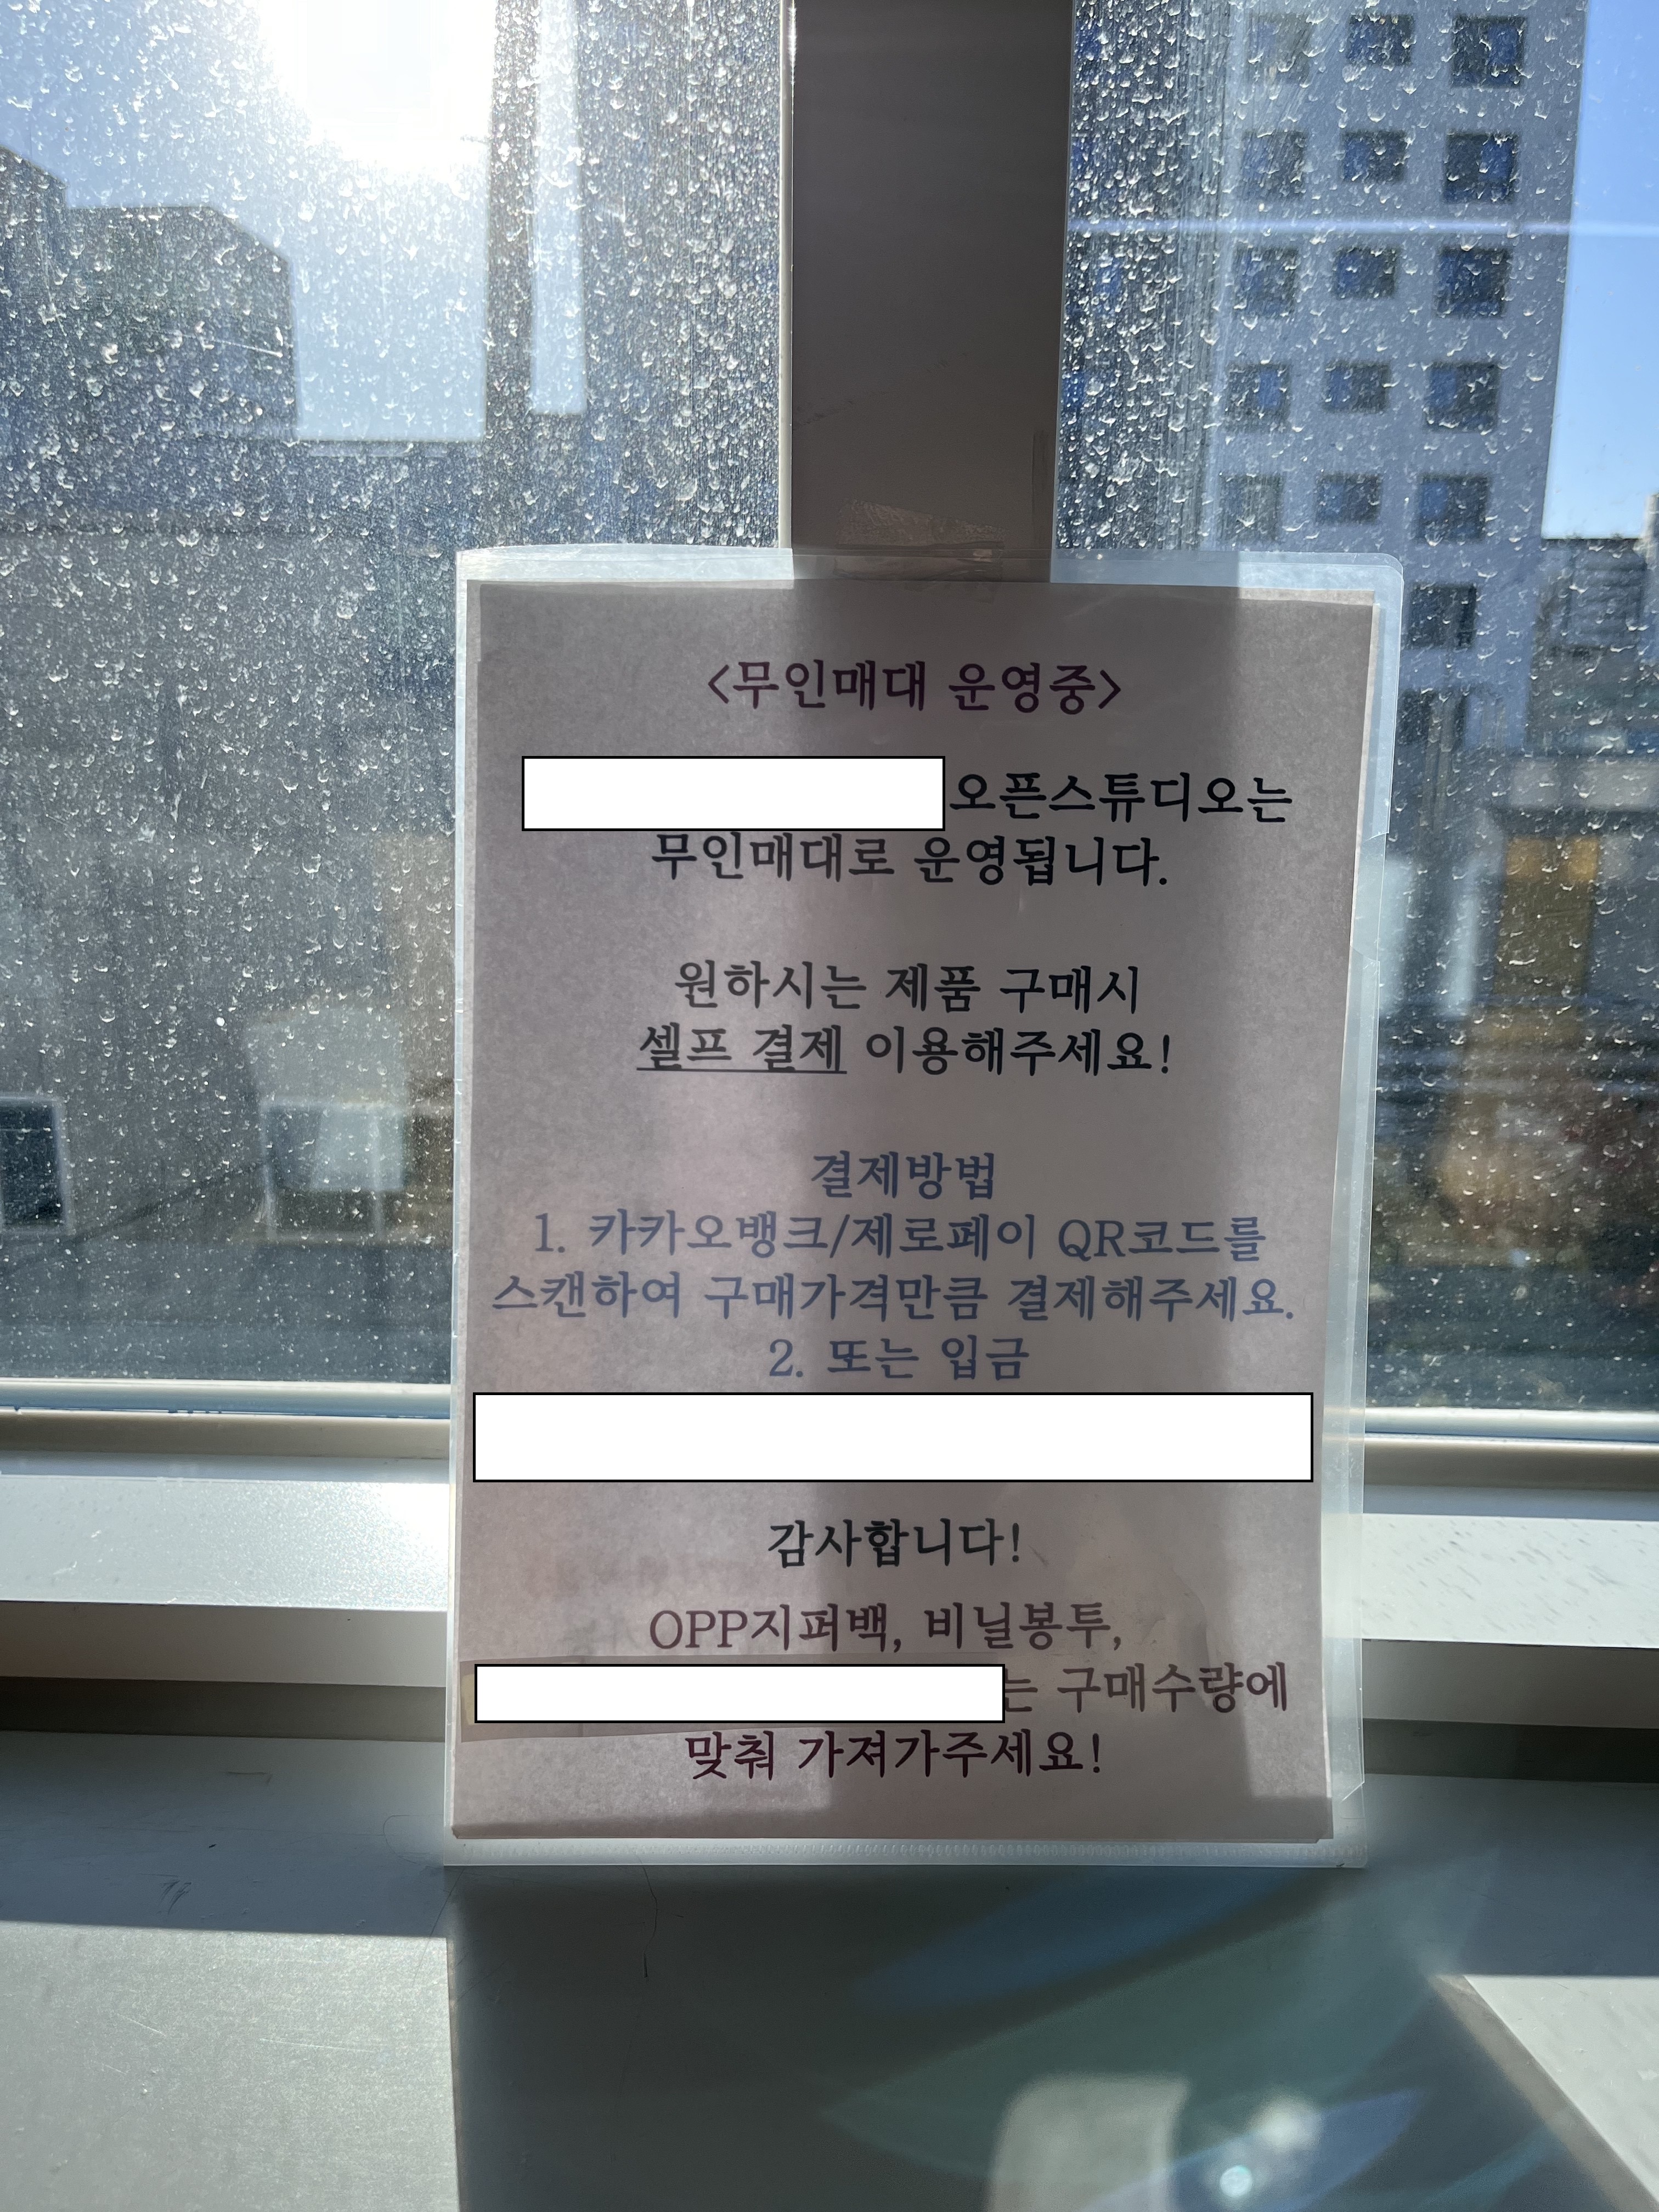 <무인매대 운영중>
오픈스튜디오는
무인매대로 운영됩니다.
원하시는 제품 구매시
셀프 결제 이용해주세요!
결제방법
1. 카카오뱅크/제로페이 QR코드를
스캔하여 구매가격만큼 결제해주세요.
2. 또는 입금
감사합니다!
OPP지퍼백, 비닐봉투,
는 구매수량에
맞춰 가져가주세요!